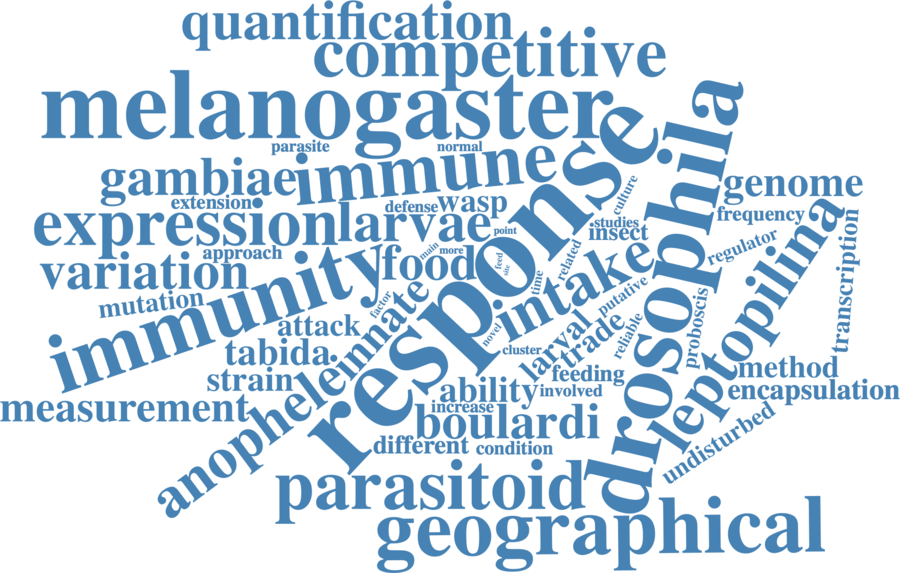 quantification
competitive
melanogaster
parasite
normal
immune
gambiae
extension
expression
larvae
defense
wasp
point
culture
studies
insect
genome
frequency
regulator
transcription
approach
variation
food
main
more
feed
site
time
related
mutation
immunity
factor
innate
response
intake
putative
drosophila
proboscis
leptopilina
attack
tabida
strain
novel
cluster
larval
trade
reliable
feeding
involved
method
encapsulation
measurement
anophele
ability
increase
boulardi
different
condition
undisturbed
parasitoid
geographical